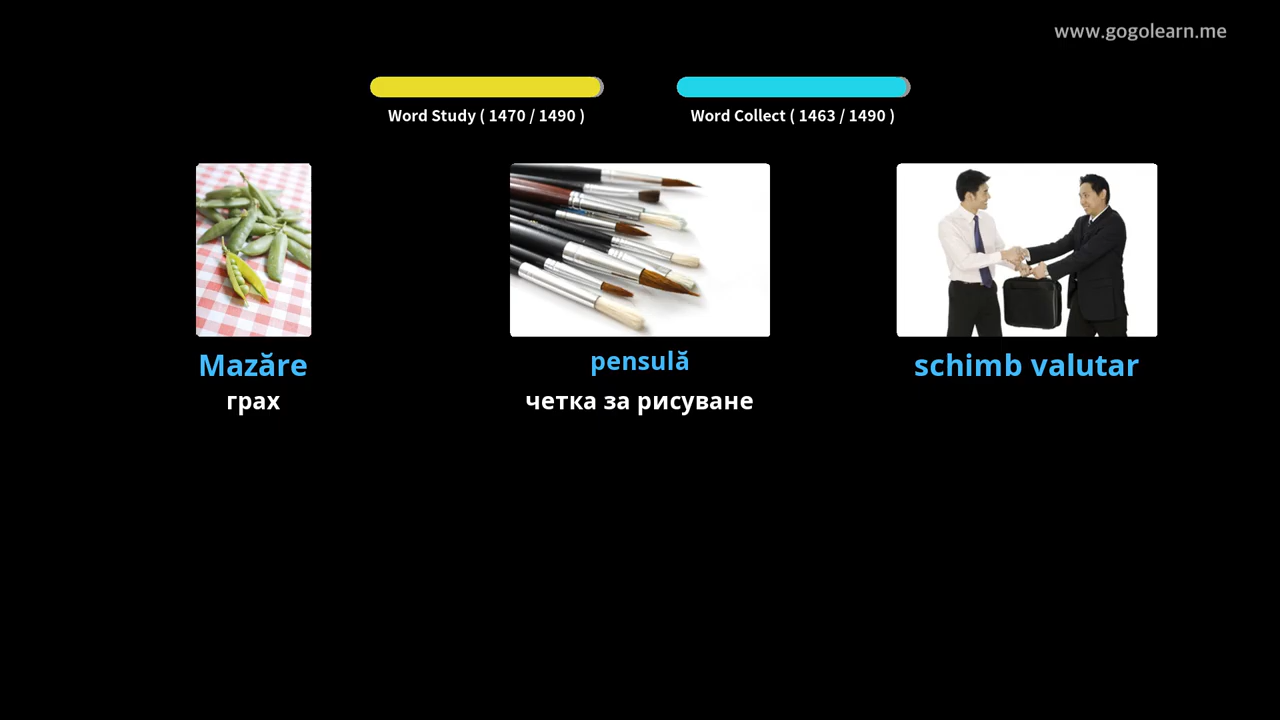 www.gogolearn.me
Word Study ( 1470 / 1490 )
Word Collect ( 1463 / 1490 )
Mazăre
грах
pensulă
четка за рисуване
schimb valutar